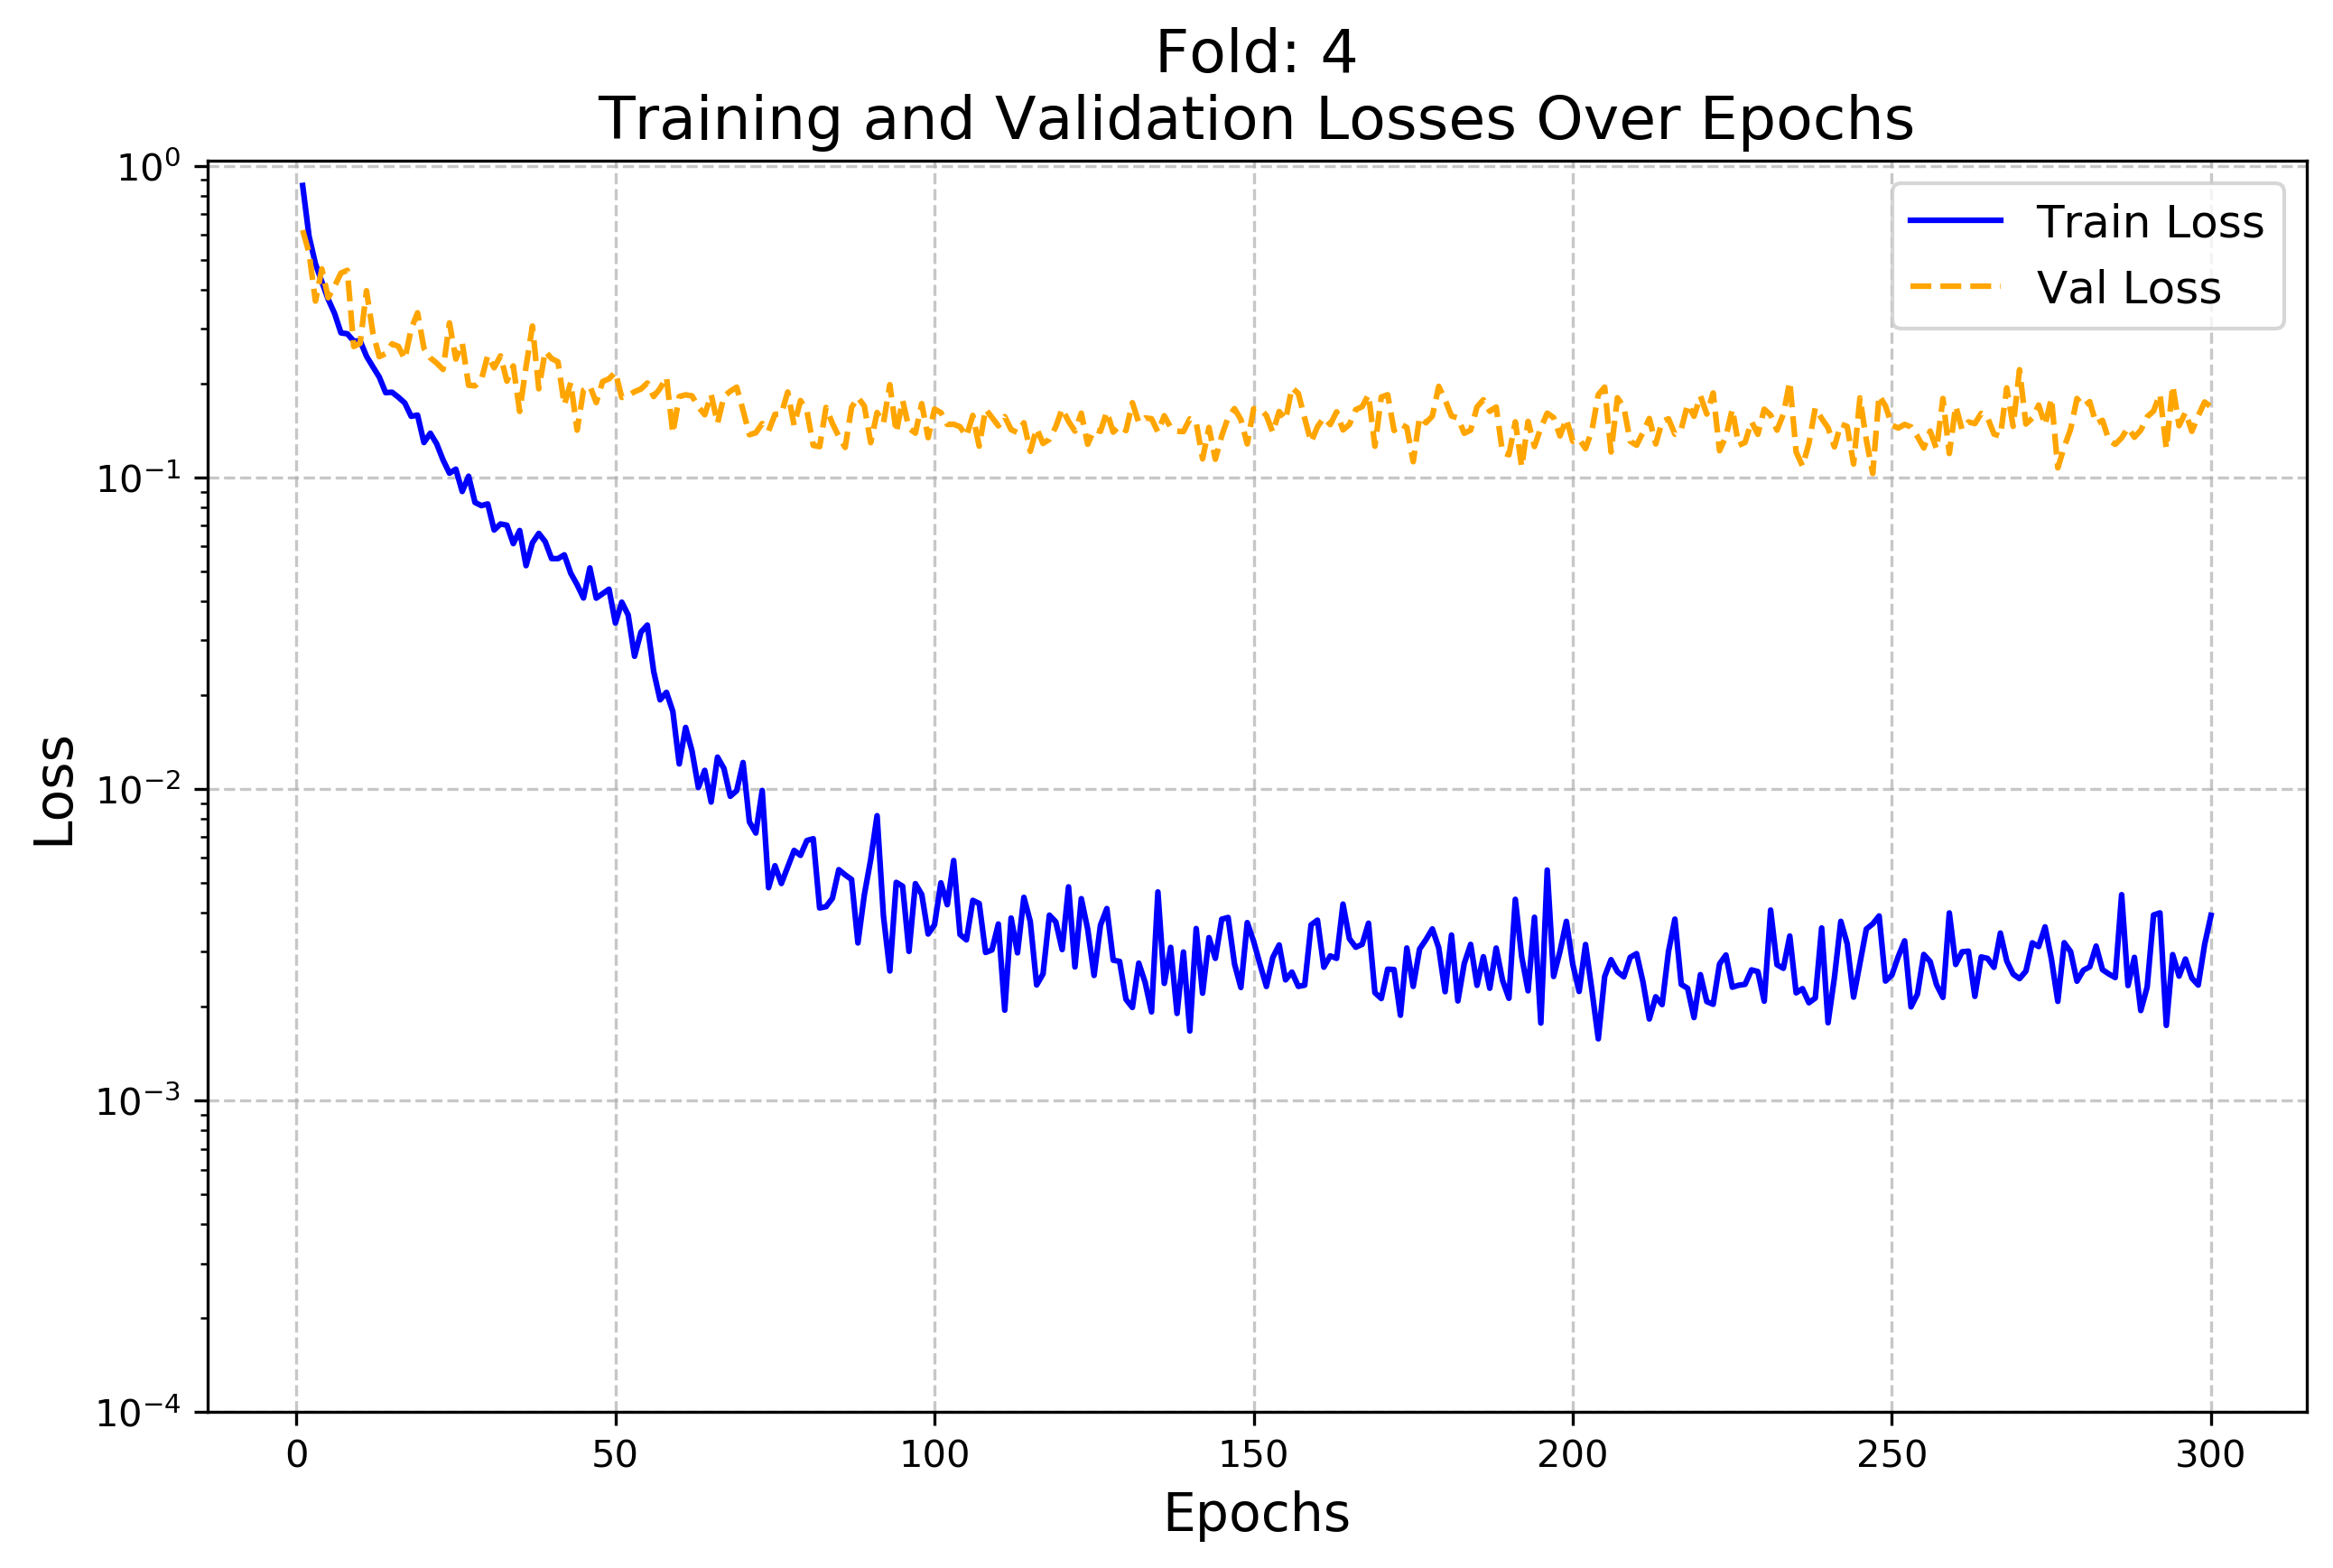 Fold: 4
Training and Validation Losses Over Epochs
Train Loss
Val Loss
Loss
10⁰
10⁻¹
10⁻²
10⁻³
10⁻⁴
0 50 100 150 200 250 300
Epochs